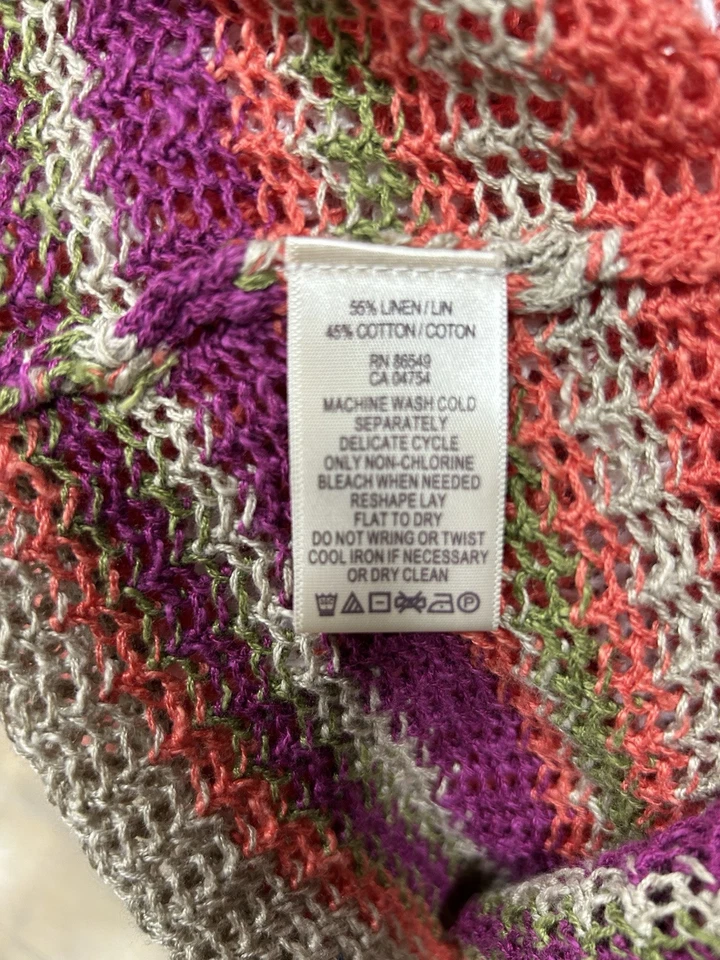 55% LINEN / LIN
45% COTTON / COTON
RN 86549
CA 04754
MACHINE WASH COLD
SEPARATELY
DELICATE CYCLE
ONLY NON-CHLORINE
BLEACH WHEN NEEDED
RESHAPE LAY
FLAT TO DRY
DO NOT WRING OR TWIST
COOL IRON IF NECESSARY
OR DRY CLEAN
P